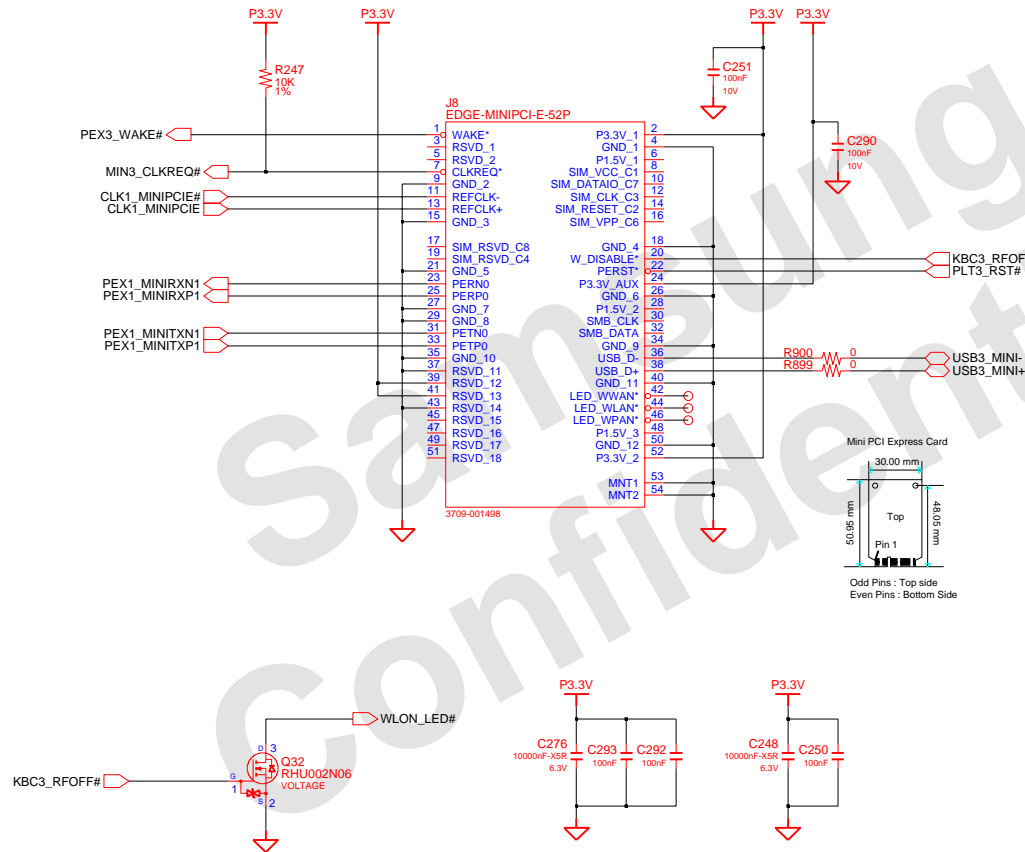 P3.3V
P3.3V
P3.3V
P3.3V
R247
10K
1%
C251
100nF
10V
C290
100nF
10V
J8
EDGE-MINIPCI-E-52P
PEX3_WAKE#
MIN3_CLKREQ#
CLK1_MINIPCIE#
CLK1_MINIPCIE
PEX1_MINIRXN1
PEX1_MINIRXP1
PEX1_MINITXN1
PEX1_MINITXP1
1 WAKE* P3.3V_1 2
3 RSVD_1 GND_1 4
5 RSVD_2 P1.5V_1 6
7 CLKREQ* SIM_VCC_C1 8
9 GND_2 SIM_DATAIO_C7 10
11 REFCLK- SIM_CLK_C3 12
13 REFCLK+ SIM_RESET_C2 14
15 GND_3 SIM_VPP_C6 16
17 SIM_RSVD_C8 GND_4 18
19 SIM_RSVD_C4 W_DISABLE* 20
21 GND_5 PERST* 22
23 PERN0 P3.3V_AUX 24
25 PERP0 GND_6 26
27 GND_7 P1.5V_2 28
29 GND_8 SMB_CLK 30
31 PETN0 SMB_DATA 32
33 PETP0 GND_9 34
35 GND_10 USB_D- 36
37 RSVD_11 USB_D+ 38
39 RSVD_12 GND_11 40
41 RSVD_13 LED_WWAN* 42
43 RSVD_14 LED_WLAN* 44
45 RSVD_15 LED_WPAN* 46
47 RSVD_16 P1.5V_3 48
49 RSVD_17 GND_12 50
51 RSVD_18 P3.3V_2 52
MNT1 53
MNT2 54
3709-001498
KBC3_RFOF
PLT3_RST#
R900 0 USB3_MINI-
R899 0 USB3_MINI+
Mini PCI Express Card
30.00 mm
50.95 mm
48.05 mm
Top
Pin 1
Odd Pins : Top side
Even Pins : Bottom Side
WLON_LED#
D 3
Q32
RHU002N06
VOLTAGE
KBC3_RFOFF#
G
1
S 2
P3.3V
C276
10000nF-X5R
6.3V
C293
100nF
C292
100nF
P3.3V
C248
10000nF-X5R
6.3V
C250
100nF
Samsung
Confident